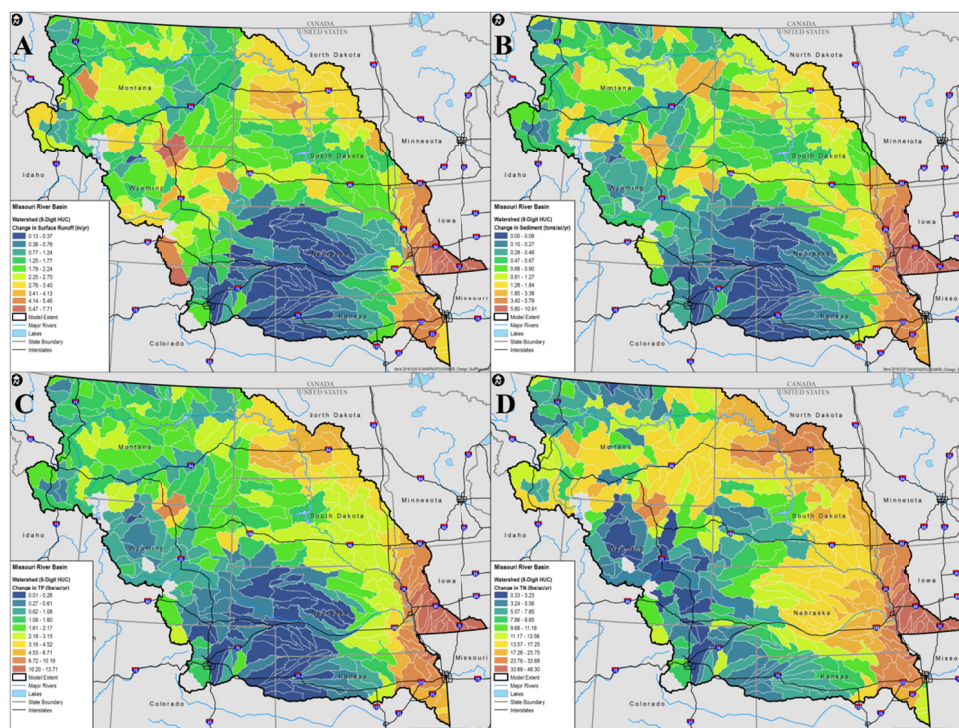 A
CANADA
UNITED STATES
North Dakota
Montana
Minnesota
South Dakota
Idaho
Wyoming
Iowa
Nebraska
Missouri
Kansas
Colorado
Missouri River Basin
Watershed (8-Digit HUC)
Change in Surface Runoff (in/yr)
0.13 - 0.37
0.38 - 0.76
0.77 - 1.24
1.25 - 1.77
1.78 - 2.24
2.25 - 2.75
2.76 - 3.40
3.41 - 4.13
4.14 - 5.46
5.47 - 7.71
Model Extent
Major Rivers
Lakes
State Boundary
Interstates
B
CANADA
UNITED STATES
North Dakota
Montana
Minnesota
South Dakota
Idaho
Wyoming
Iowa
Nebraska
Missouri
Kansas
Colorado
Missouri River Basin
Watershed (8-Digit HUC)
Change in Sediment (tons/ac/yr)
0.00 - 0.09
0.10 - 0.27
0.28 - 0.46
0.47 - 0.67
0.68 - 0.90
0.91 - 1.27
1.28 - 1.84
1.85 - 3.39
3.40 - 5.79
5.80 - 10.91
Model Extent
Major Rivers
Lakes
State Boundary
Interstates
C
CANADA
UNITED STATES
North Dakota
Montana
Minnesota
South Dakota
Idaho
Wyoming
Iowa
Nebraska
Missouri
Kansas
Colorado
Missouri River Basin
Watershed (8-Digit HUC)
Change in TP (lbs/ac/yr)
0.01 - 0.26
0.27 - 0.61
0.62 - 1.08
1.09 - 1.60
1.61 - 2.17
2.18 - 3.15
3.16 - 4.52
4.53 - 6.71
6.72 - 10.19
10.20 - 13.71
Model Extent
Major Rivers
Lakes
State Boundary
Interstates
D
CANADA
UNITED STATES
North Dakota
Montana
Minnesota
South Dakota
Idaho
Wyoming
Iowa
Nebraska
Missouri
Kansas
Colorado
Missouri River Basin
Watershed (8-Digit HUC)
Change in TN (lbs/ac/yr)
0.33 - 3.23
3.24 - 5.56
5.57 - 7.85
7.86 - 9.65
9.66 - 11.16
11.17 - 13.56
13.57 - 17.25
17.26 - 23.75
23.76 - 33.68
33.69 - 48.30
Model Extent
Major Rivers
Lakes
State Boundary
Interstates